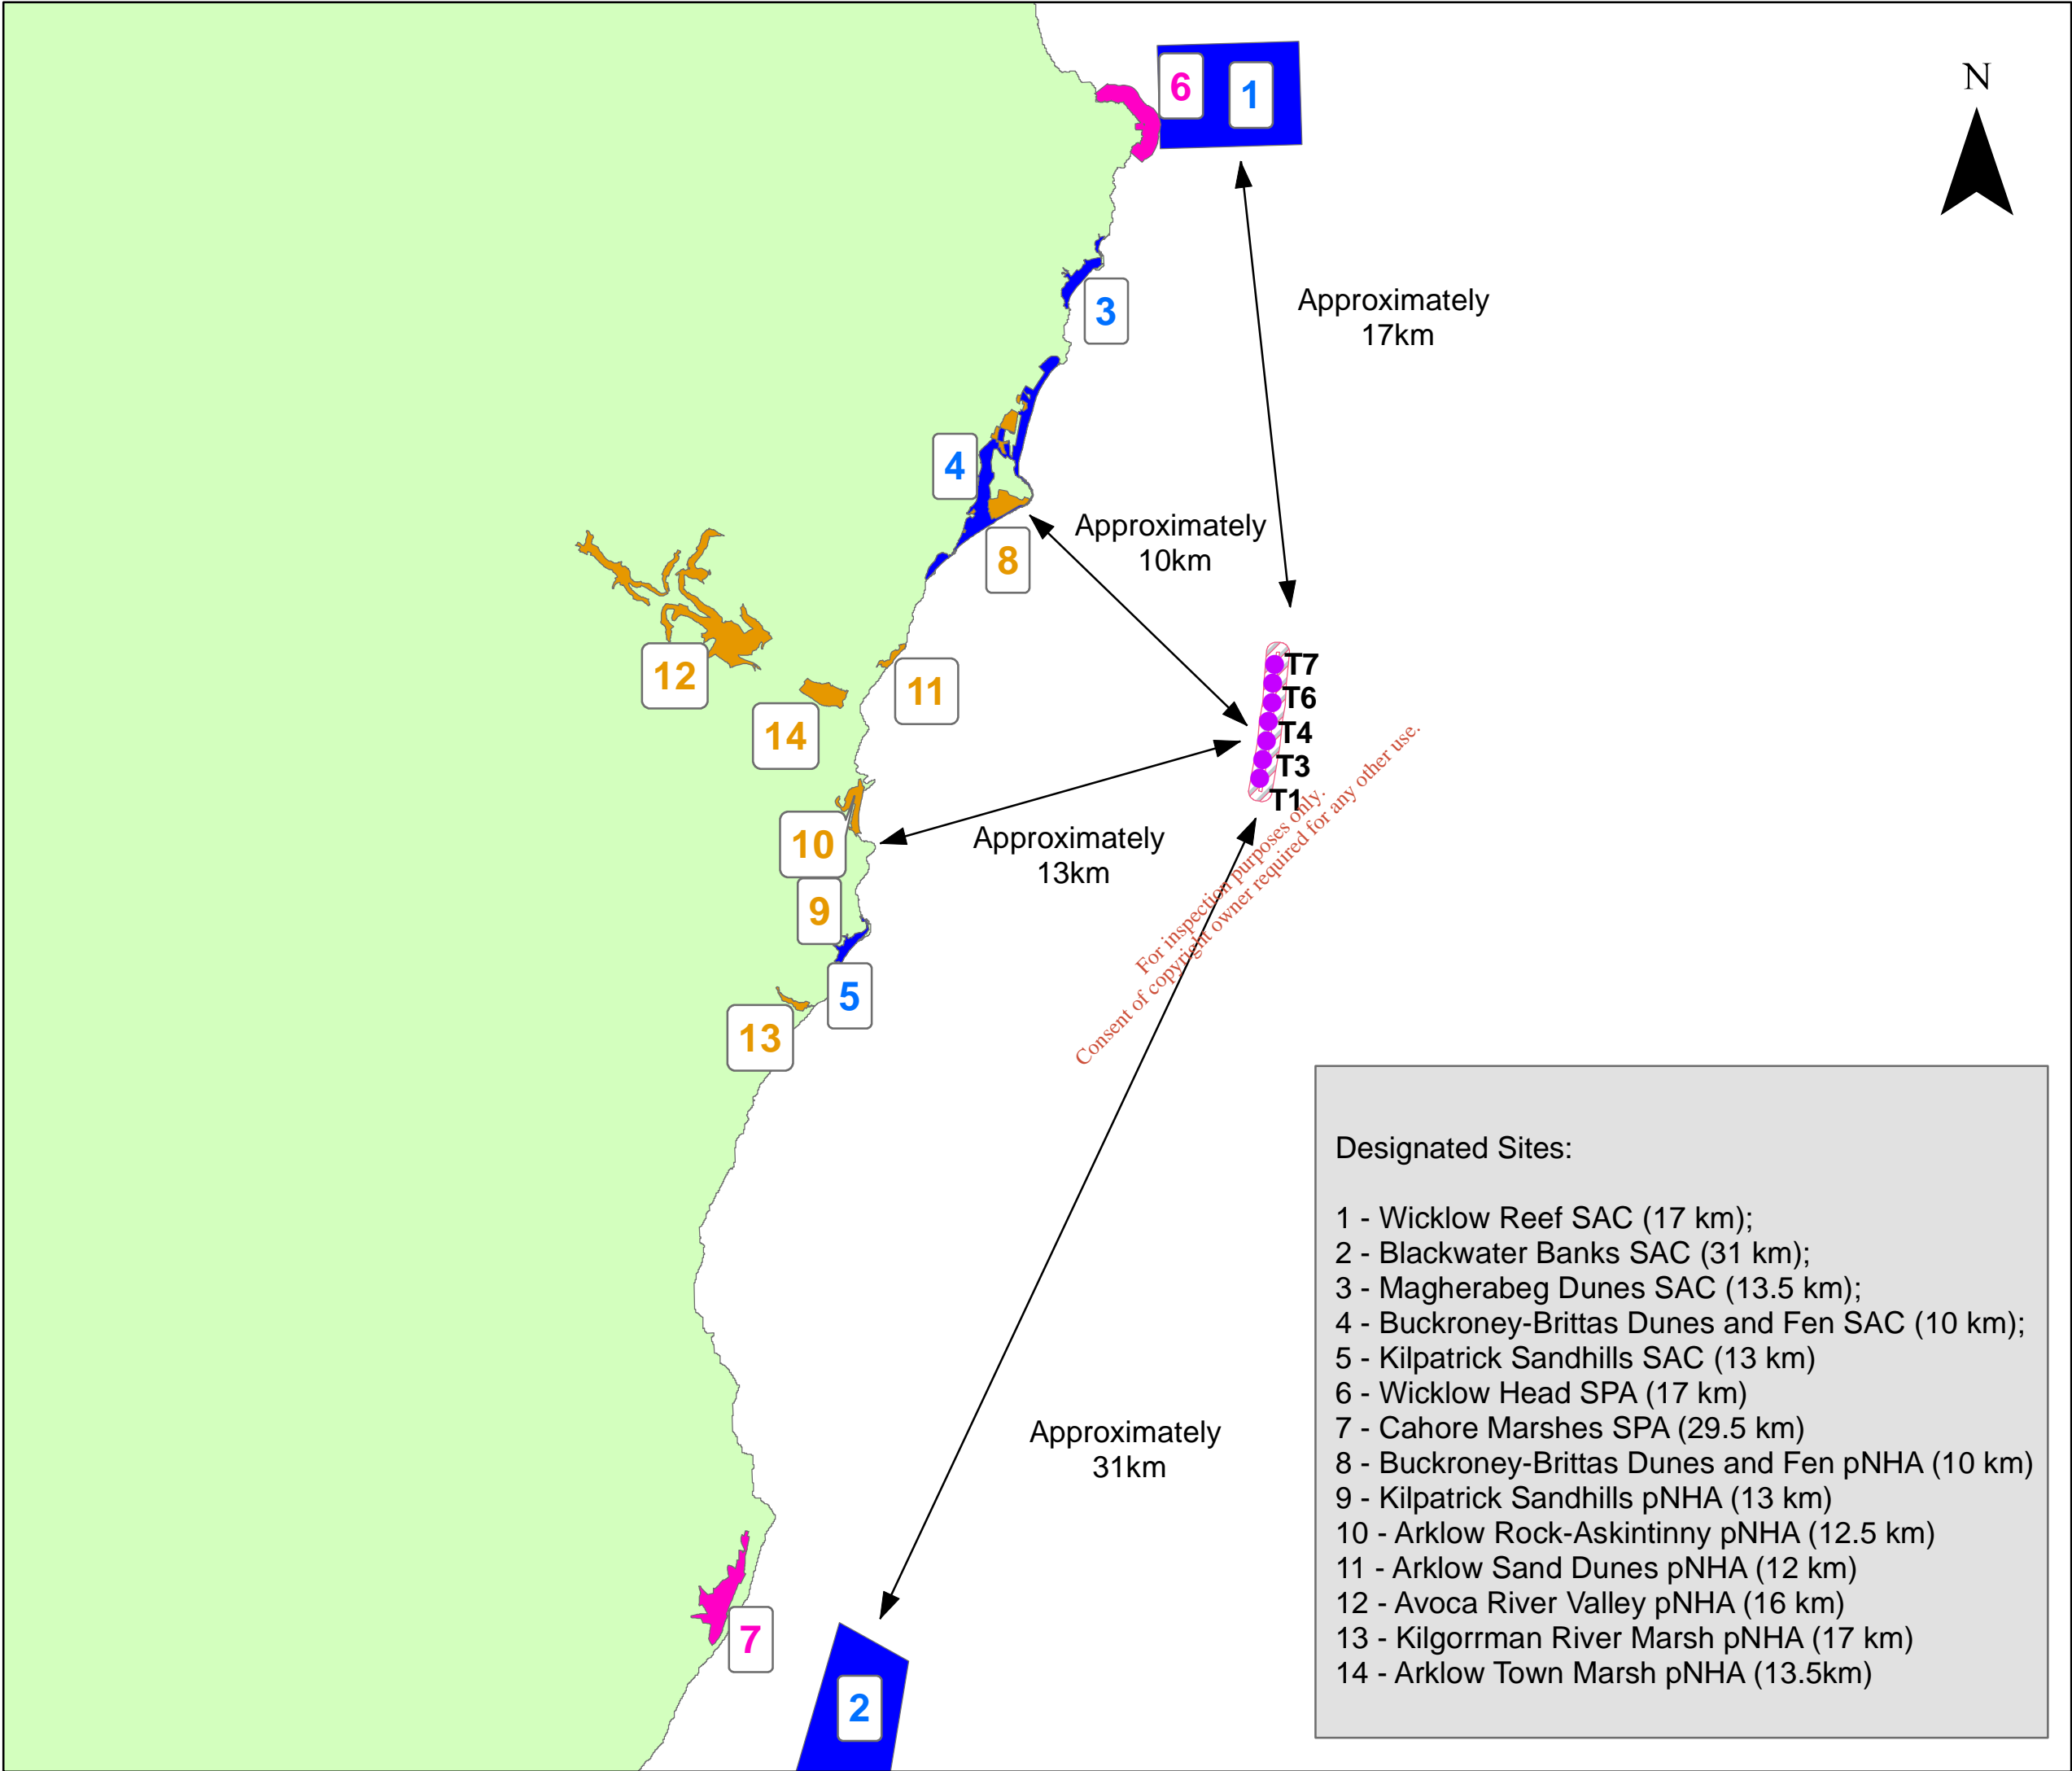 N
6
1
3
Approximately
17km
4
Approximately
10km
8
T7
12
11
T6
14
T4
T3
T1
10
Approximately
13km
9
For inspection purposes only.
Consent of copyright owner required for any other use.
5
13
Designated Sites:
1 - Wicklow Reef SAC (17 km);
2 - Blackwater Banks SAC (31 km);
3 - Magherabeg Dunes SAC (13.5 km);
4 - Buckroney-Brittas Dunes and Fen SAC (10 km);
5 - Kilpatrick Sandhills SAC (13 km)
6 - Wicklow Head SPA (17 km)
7 - Cahore Marshes SPA (29.5 km)
8 - Buckroney-Brittas Dunes and Fen pNHA (10 km)
9 - Kilpatrick Sandhills pNHA (13 km)
10 - Arklow Rock-Askintinny pNHA (12.5 km)
11 - Arklow Sand Dunes pNHA (12 km)
12 - Avoca River Valley pNHA (16 km)
13 - Kilgorrman River Marsh pNHA (17 km)
14 - Arklow Town Marsh pNHA (13.5km)
Approximately
31km
7
2